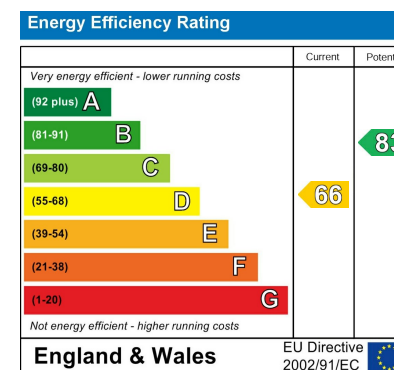 Energy Efficiency Rating
Current
Very energy efficient - lower running costs
(92 plus) A
(81-91) B
(69-80) C
(55-68) D
66
(39-54) E
(21-38) F
(1-20) G
Not energy efficient - higher running costs
England & Wales
EU Directive
2002/91/EC